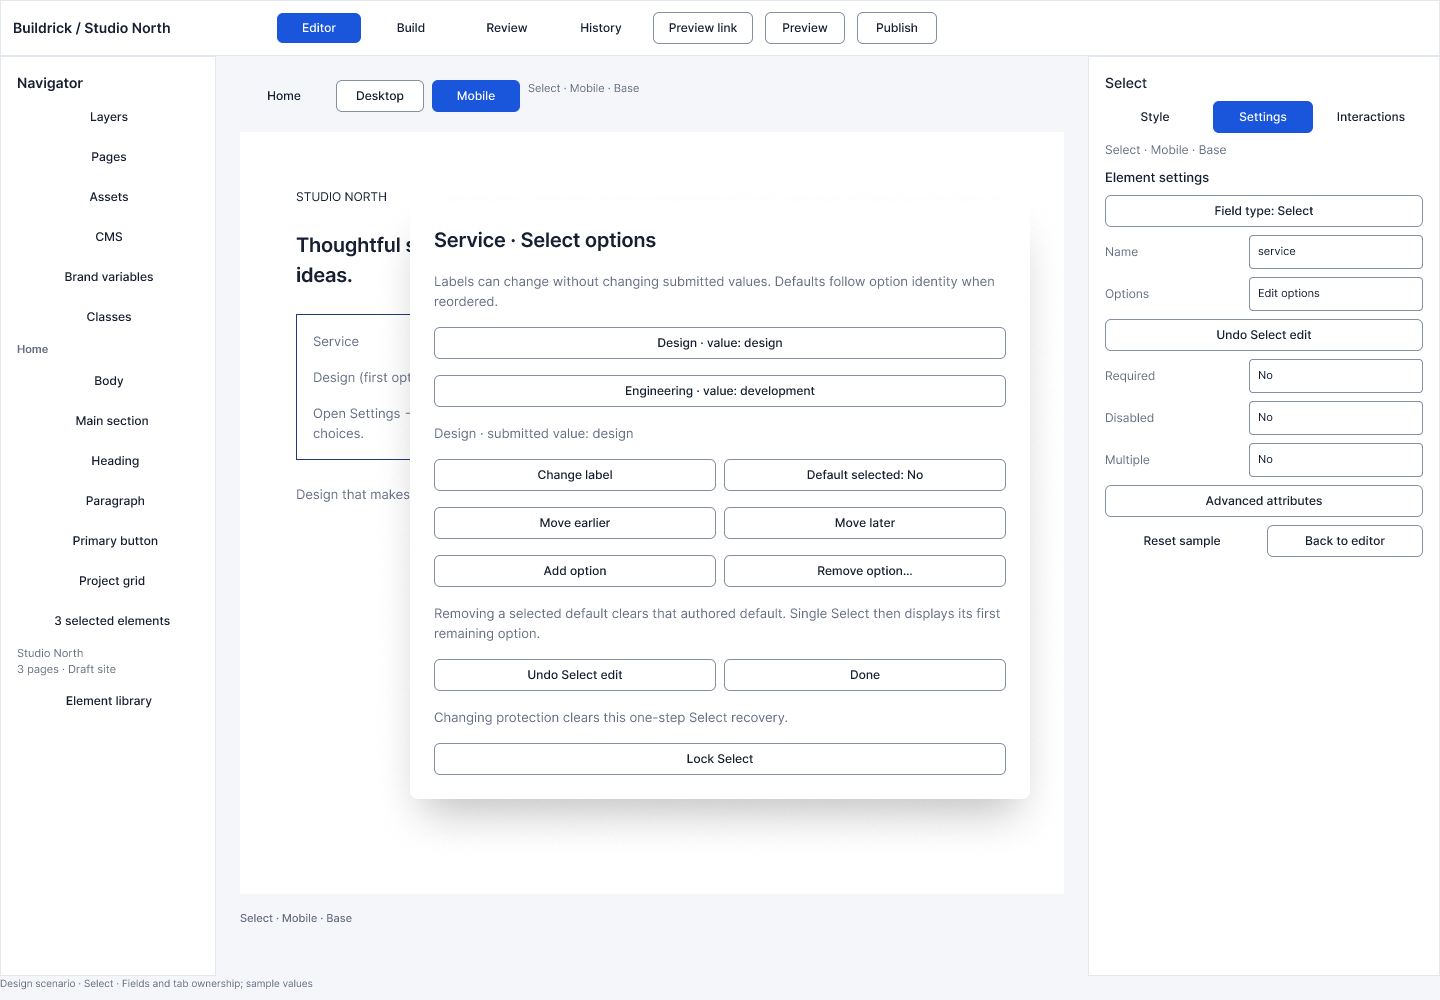 Buildrick / Studio North
Editor
Build
Review
History
Preview link
Preview
Publish
Navigator
Layers
Pages
Assets
CMS
Brand variables
Classes
Home
Body
Main section
Heading
Paragraph
Primary button
Project grid
3 selected elements
Studio North
3 pages · Draft site
Element library
Home
Desktop
Mobile
Select · Mobile · Base
STUDIO NORTH
Thoughtful s
ideas.
Service
Design (first opt
Open Settings
choices.
Design that makes
Service · Select options
Labels can change without changing submitted values. Defaults follow option identity when
reordered.
Design · value: design
Engineering · value: development
Design · submitted value: design
Change label
Default selected: No
Move earlier
Move later
Add option
Remove option...
Removing a selected default clears that authored default. Single Select then displays its first
remaining option.
Undo Select edit
Done
Changing protection clears this one-step Select recovery.
Lock Select
Select · Mobile · Base
Select
Style
Settings
Interactions
Select · Mobile · Base
Element settings
Field type: Select
Name
service
Options
Edit options
Undo Select edit
Required
No
Disabled
No
Multiple
No
Advanced attributes
Reset sample
Back to editor
Design scenario · Select · Fields and tab ownership; sample values